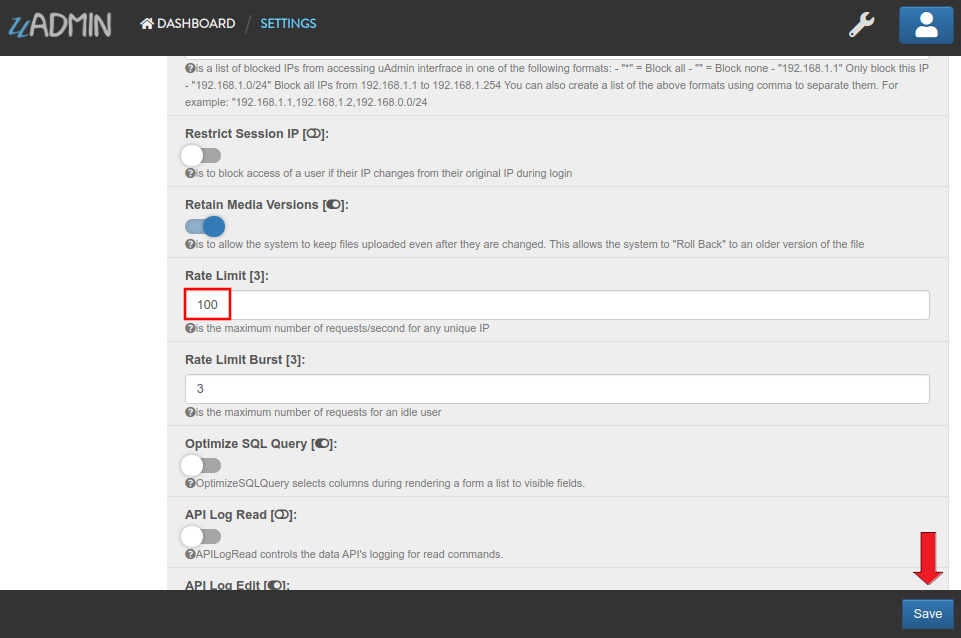 uADMIN
DASHBOARD / SETTINGS
is a list of blocked IPs from accessing uAdmin interfrace in one of the following formats: - "*" = Block all - "" = Block none - "192.168.1.1" Only block this IP
- "192.168.1.0/24" Block all IPs from 192.168.1.1 to 192.168.1.254 You can also create a list of the above formats using comma to separate them. For
example: "192.168.1.1,192.168.1.2,192.168.0.0/24
Restrict Session IP []:
is to block access of a user if their IP changes from their original IP during login
Retain Media Versions []:
is to allow the system to keep files uploaded even after they are changed. This allows the system to "Roll Back" to an older version of the file
Rate Limit [3]:
100
is the maximum number of requests/second for any unique IP
Rate Limit Burst [3]:
3
is the maximum number of requests for an idle user
Optimize SQL Query []:
OptimizeSQLQuery selects columns during rendering a form a list to visible fields.
API Log Read []:
APILogRead controls the data API's logging for read commands.
API Log Edit []:
Save